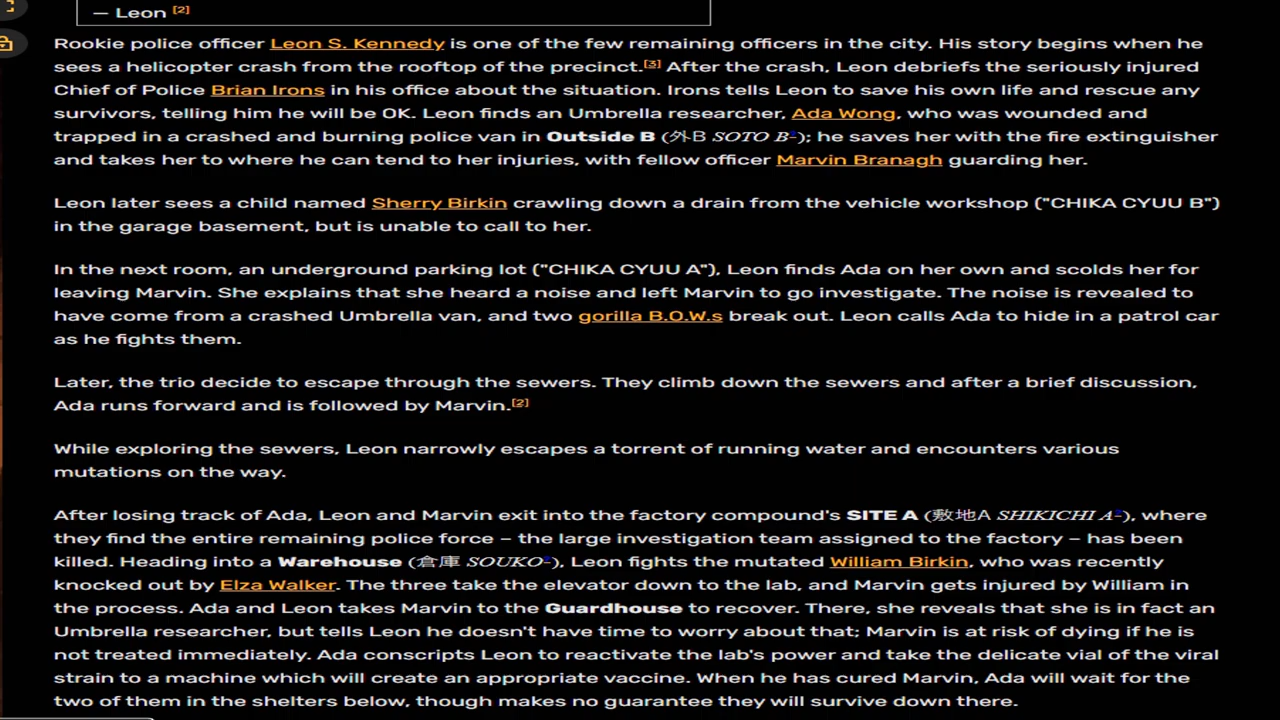 — Leon [2]
Rookie police officer Leon S. Kennedy is one of the few remaining officers in the city. His story begins when he
sees a helicopter crash from the rooftop of the precinct.[3] After the crash, Leon debriefs the seriously injured
Chief of Police Brian Irons in his office about the situation. Irons tells Leon to save his own life and rescue any
survivors, telling him he will be OK. Leon finds an Umbrella researcher, Ada Wong, who was wounded and
trapped in a crashed and burning police van in Outside B (外B SOTO B?); he saves her with the fire extinguisher
and takes her to where he can tend to her injuries, with fellow officer Marvin Branagh guarding her.
Leon later sees a child named Sherry Birkin crawling down a drain from the vehicle workshop ("CHIKA CYUU B")
in the garage basement, but is unable to call to her.
In the next room, an underground parking lot ("CHIKA CYUU A"), Leon finds Ada on her own and scolds her for
leaving Marvin. She explains that she heard a noise and left Marvin to go investigate. The noise is revealed to
have come from a crashed Umbrella van, and two gorilla B.O.W.s break out. Leon calls Ada to hide in a patrol car
as he fights them.
Later, the trio decide to escape through the sewers. They climb down the sewers and after a brief discussion,
Ada runs forward and is followed by Marvin.[2]
While exploring the sewers, Leon narrowly escapes a torrent of running water and encounters various
mutations on the way.
After losing track of Ada, Leon and Marvin exit into the factory compound's SITE A (敷地A SHIKICHI A?), where
they find the entire remaining police force – the large investigation team assigned to the factory – has been
killed. Heading into a Warehouse (倉庫 SOUKO?), Leon fights the mutated William Birkin, who was recently
knocked out by Elza Walker. The three take the elevator down to the lab, and Marvin gets injured by William in
the process. Ada and Leon takes Marvin to the Guardhouse to recover. There, she reveals that she is in fact an
Umbrella researcher, but tells Leon he doesn't have time to worry about that; Marvin is at risk of dying if he is
not treated immediately. Ada conscripts Leon to reactivate the lab's power and take the delicate vial of the viral
strain to a machine which will create an appropriate vaccine. When he has cured Marvin, Ada will wait for the
two of them in the shelters below, though makes no guarantee they will survive down there.